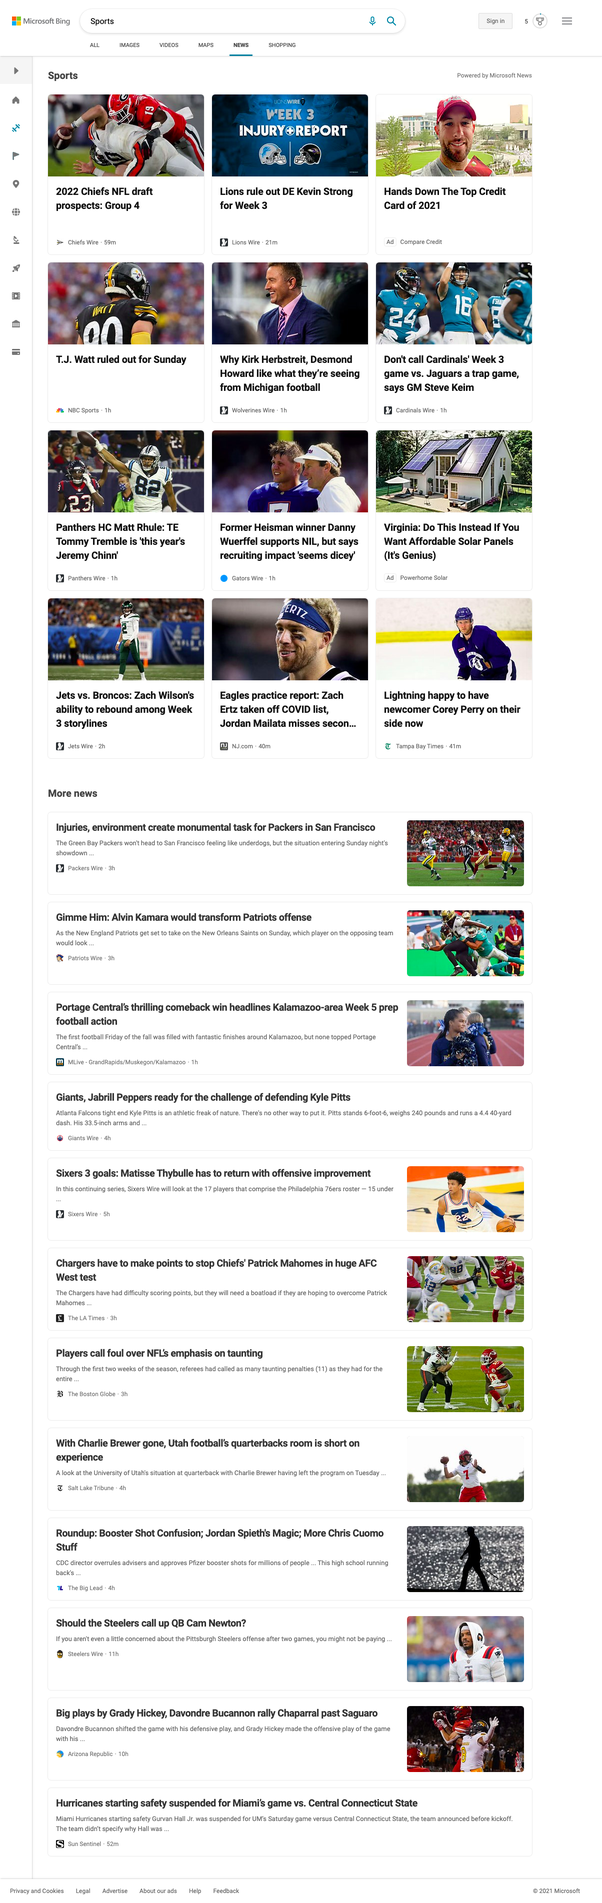 Microsoft Bing
Sports
Sign in
5
ALL
IMAGES
VIDEOS
MAPS
NEWS
SHOPPING
Sports
Powered by Microsoft News
WEEK 3
INJURY+REPORT
2022 Chiefs NFL draft
prospects: Group 4
Chiefs Wire · 59m
Lions rule out DE Kevin Strong
for Week 3
Lions Wire · 21m
Hands Down The Top Credit
Card of 2021
Ad Compare Credit
WATT
90
24
16
T.J. Watt ruled out for Sunday
NBC Sports · 1h
Why Kirk Herbstreit, Desmond
Howard like what they're seeing
from Michigan football
Wolverines Wire · 1h
Don't call Cardinals' Week 3
game vs. Jaguars a trap game,
says GM Steve Keim
Cardinals Wire · 1h
23
82
7
Panthers HC Matt Rhule: TE
Tommy Tremble is 'this year's
Jeremy Chinn'
Panthers Wire · 1h
Former Heisman winner Danny
Wuerffel supports NIL, but says
recruiting impact 'seems dicey'
Gators Wire · 1h
Virginia: Do This Instead If You
Want Affordable Solar Panels
(It's Genius)
Ad Powerhome Solar
2
ERTZ
Jets vs. Broncos: Zach Wilson's
ability to rebound among Week
3 storylines
Jets Wire · 2h
Eagles practice report: Zach
Ertz taken off COVID list,
Jordan Mailata misses secon...
NJ.com · 40m
Lightning happy to have
newcomer Corey Perry on their
side now
Tampa Bay Times · 41m
More news
Injuries, environment create monumental task for Packers in San Francisco
The Green Bay Packers won't head to San Francisco feeling like underdogs, but the situation entering Sunday night's
showdown ...
Packers Wire · 3h
Gimme Him: Alvin Kamara would transform Patriots offense
As the New England Patriots get set to take on the New Orleans Saints on Sunday, which player on the opposing team
would look ...
Patriots Wire · 3h
Portage Central's thrilling comeback win headlines Kalamazoo-area Week 5 prep
football action
The first football Friday of the fall was filled with fantastic finishes around Kalamazoo, but none topped Portage
Central's ...
MLive - GrandRapids/Muskegon/Kalamazoo · 1h
Giants, Jabrill Peppers ready for the challenge of defending Kyle Pitts
Atlanta Falcons tight end Kyle Pitts is an athletic freak of nature. There's no other way to put it. Pitts stands 6-foot-6, weighs 240 pounds and runs a 4.4 40-yard
dash. His 33.5-inch arms and ...
Giants Wire · 4h
Sixers 3 goals: Matisse Thybulle has to return with offensive improvement
In this continuing series, Sixers Wire will look at the 17 players that comprise the Philadelphia 76ers roster — 15 under
...
Sixers Wire · 5h
Chargers have to make points to stop Chiefs' Patrick Mahomes in huge AFC
West test
The Chargers have had difficulty scoring points, but they will need a boatload if they are hoping to overcome Patrick
Mahomes ...
The LA Times · 3h
Players call foul over NFL's emphasis on taunting
Through the first two weeks of the season, referees had called as many taunting penalties (11) as they had for the
entire ...
The Boston Globe · 3h
With Charlie Brewer gone, Utah football's quarterbacks room is short on
experience
A look at the University of Utah's situation at quarterback with Charlie Brewer having left the program on Tuesday ...
Salt Lake Tribune · 4h
7
Roundup: Booster Shot Confusion; Jordan Spieth's Magic; More Chris Cuomo
Stuff
CDC director overrules advisers and approves Pfizer booster shots for millions of people ... This high school running
back's ...
The Big Lead · 4h
Should the Steelers call up QB Cam Newton?
If you aren't even a little concerned about the Pittsburgh Steelers offense after two games, you might not be paying ...
Steelers Wire · 11h
Big plays by Grady Hickey, Davondre Bucannon rally Chaparral past Saguaro
Davondre Bucannon shifted the game with his defensive play, and Grady Hickey made the offensive play of the game
with his ...
Arizona Republic · 10h
Hurricanes starting safety suspended for Miami's game vs. Central Connecticut State
Miami Hurricanes starting safety Gurvan Hall Jr. was suspended for UM's Saturday game versus Central Connecticut State, the team announced before kickoff.
The team didn't specify why Hall was ...
Sun Sentinel · 52m
Privacy and Cookies
Legal
Advertise
About our ads
Help
Feedback
© 2021 Microsoft